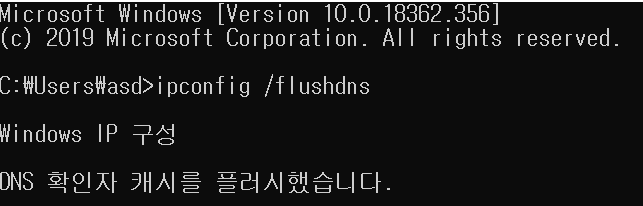 Microsoft Windows [Version 10.0.18362.356]
(c) 2019 Microsoft Corporation. All rights reserved.
C:₩Users₩asd>ipconfig /flushdns
Windows IP 구성
DNS 확인자 캐시를 플러시했습니다.